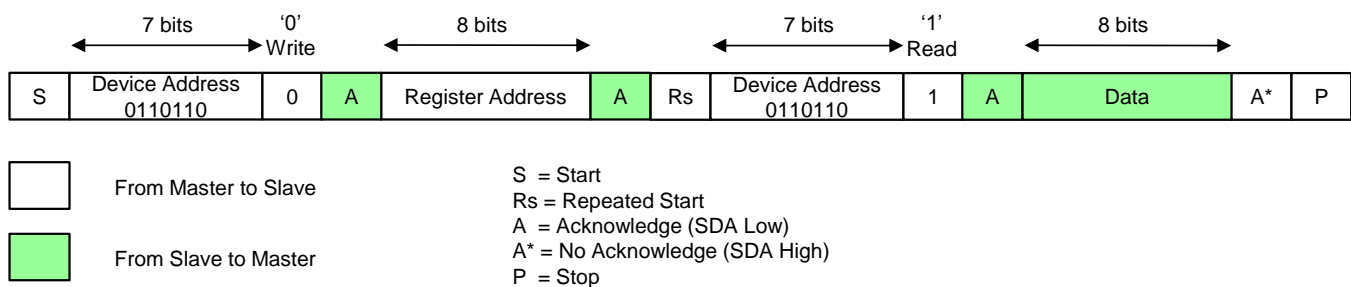 7 bits ‘0’ 8 bits 7 bits ‘1’ 8 bits
Write Read
S Device Address 0 A Register Address A Rs Device Address 1 A Data A* P
0110110 0110110
From Master to Slave
From Slave to Master
S = Start
Rs = Repeated Start
A = Acknowledge (SDA Low)
A* = No Acknowledge (SDA High)
P = Stop